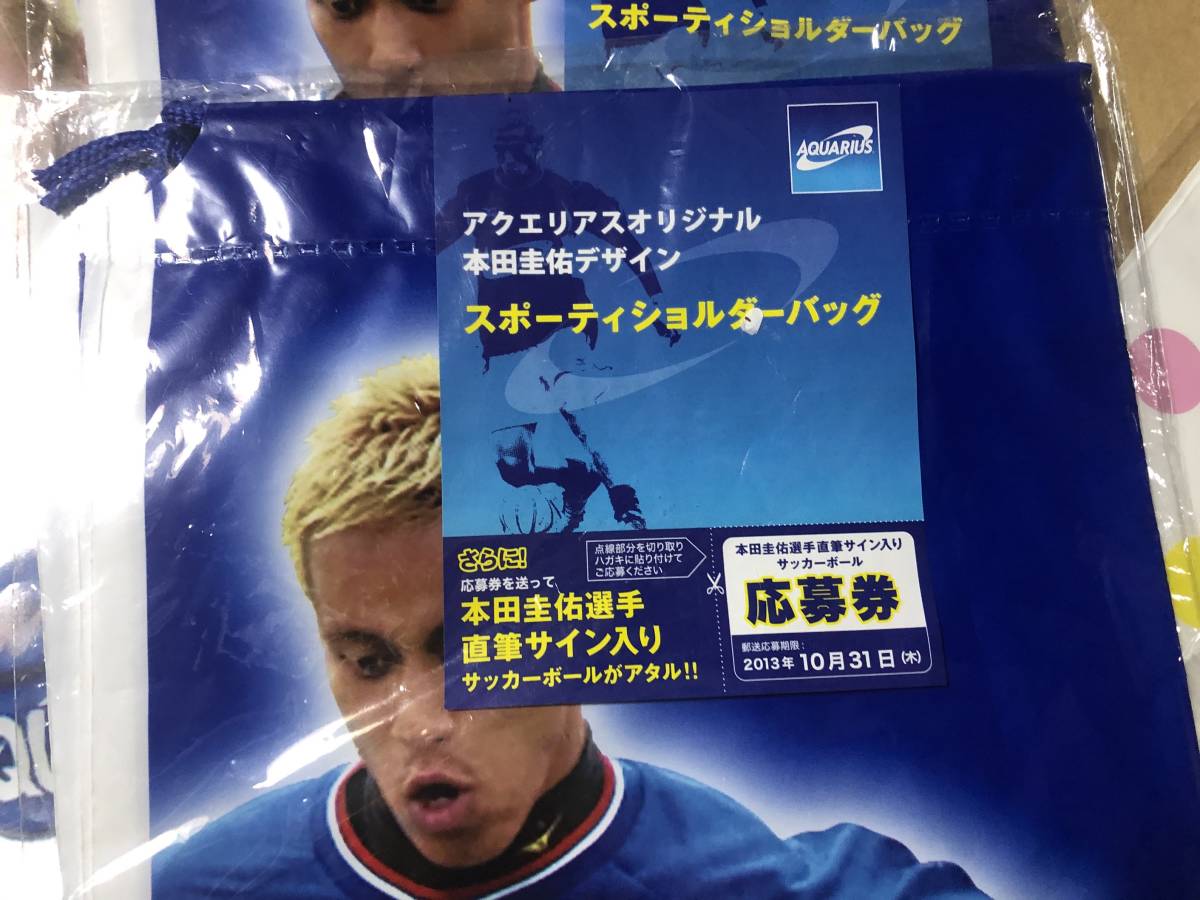 スポーティショルダーバッグ
AQUARIUS
アクエリアスオリジナル
本田圭佑デザイン
スポーティショルダーバッグ
さらに!
応募券を送って
本田圭佑選手
直筆サイン入り
サッカーボールがアタル!!
点線部分を切り取り
ハガキに貼り付けて
ご応募ください
本田圭佑選手直筆サイン入り
サッカーボール
応募券
郵送応募期限:
2013年 10月31日(木)